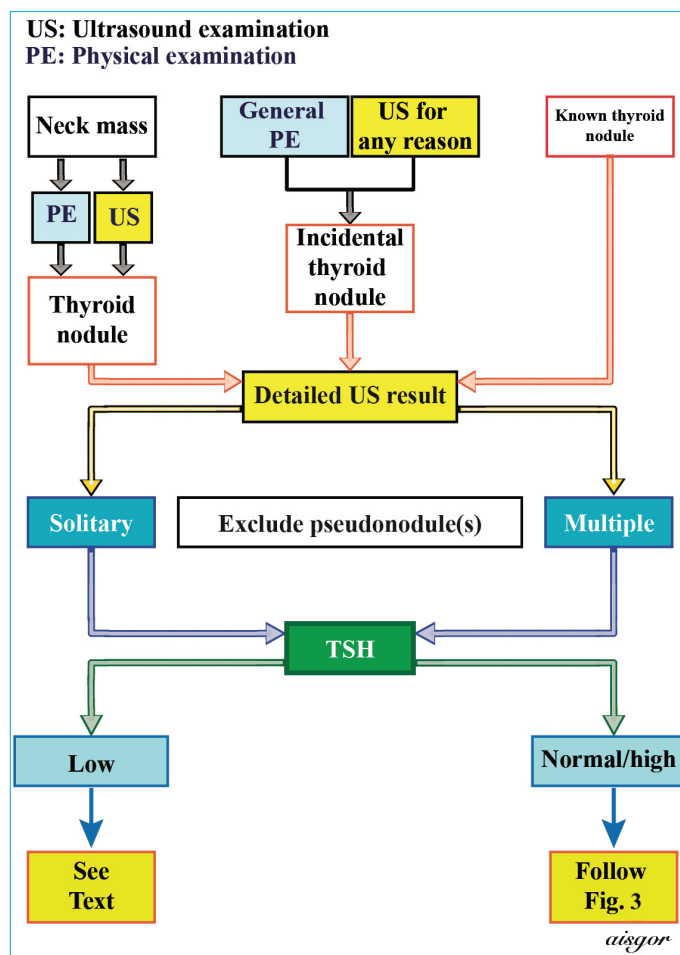 US: Ultrasound examination
PE: Physical examination
Neck mass
General
PE
US for
any reason
Known thyroid
nodule
PE
US
Incidental
thyroid
nodule
Thyroid
nodule
Detailed US result
Solitary
Exclude pseudonodule(s)
Multiple
TSH
Low
Normal/high
See
Text
Follow
Fig. 3
aisgor